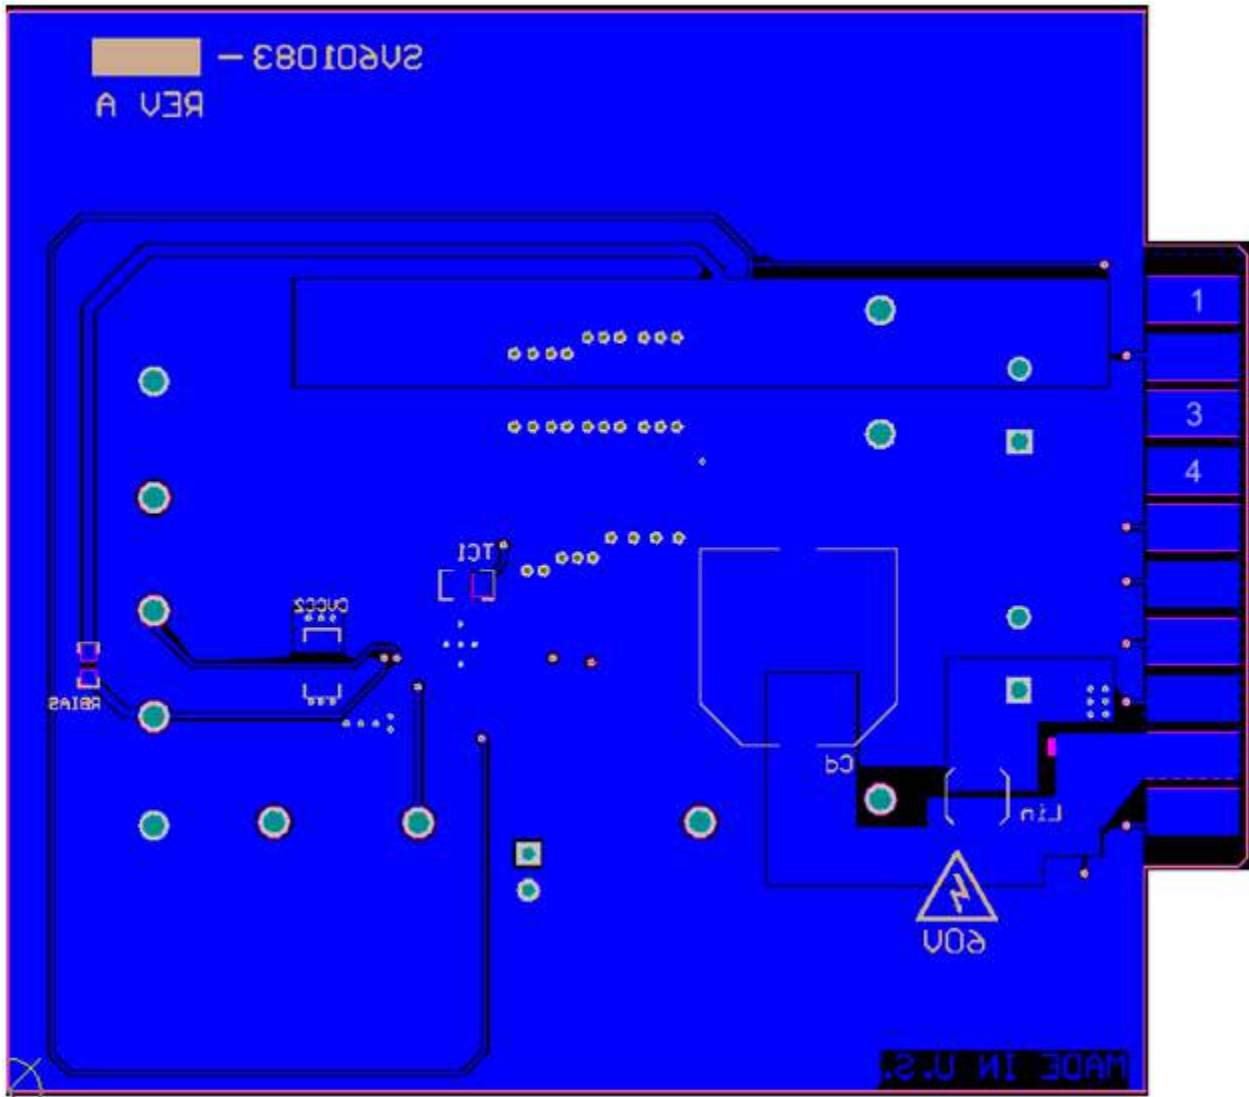 SV601083-
REV A
1
3
4
TC1
CVCC2
RBIAS
Cd
Lin
60V
MADE IN U.S.